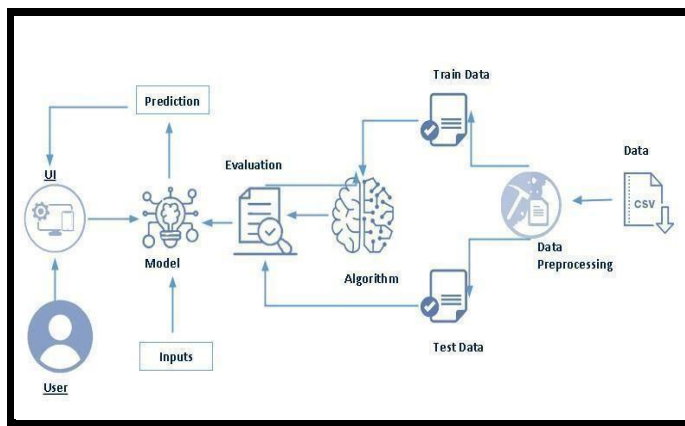 Train Data
Prediction
Data
Evaluation
UI
CSV
Model
Algorithm
Data
Preprocessing
Inputs
Test Data
User